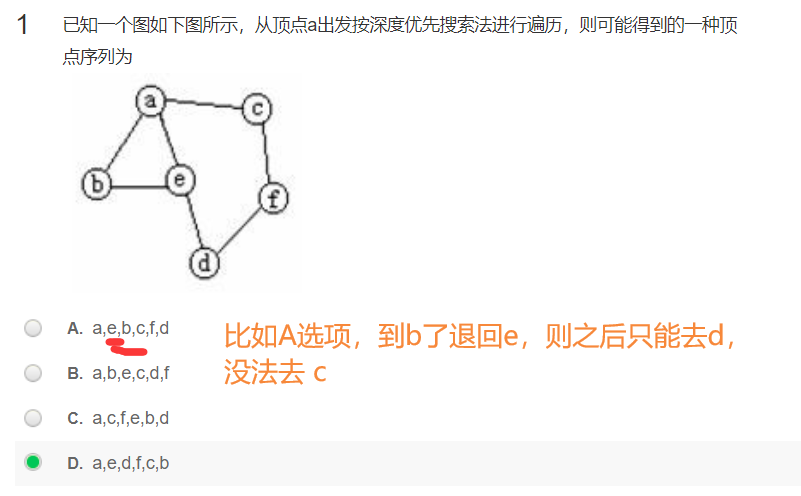 1 已知一个图如下图所示，从顶点a出发按深度优先搜索法进行遍历，则可能得到的一种顶
点序列为
a
c
b
e
f
d
A. a,e,b,c,f,d
比如A选项，到b了退回e，则之后只能去d，
没法去 c
B. a,b,e,c,d,f
C. a,c,f,e,b,d
D. a,e,d,f,c,b